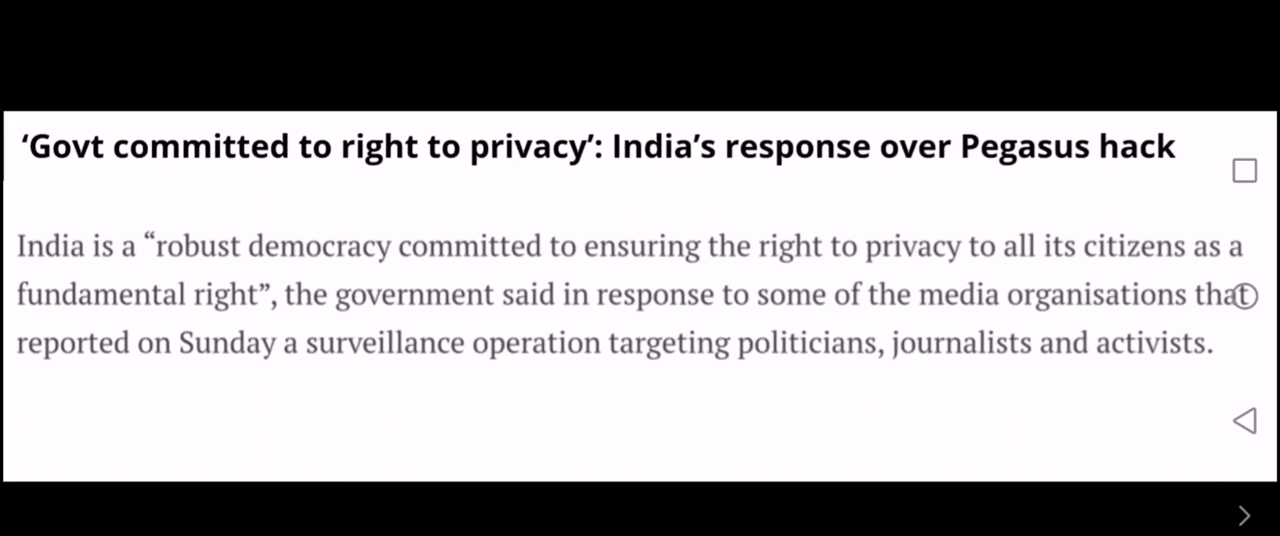 ‘Govt committed to right to privacy’: India’s response over Pegasus hack
India is a “robust democracy committed to ensuring the right to privacy to all its citizens as a
fundamental right”, the government said in response to some of the media organisations that
reported on Sunday a surveillance operation targeting politicians, journalists and activists.